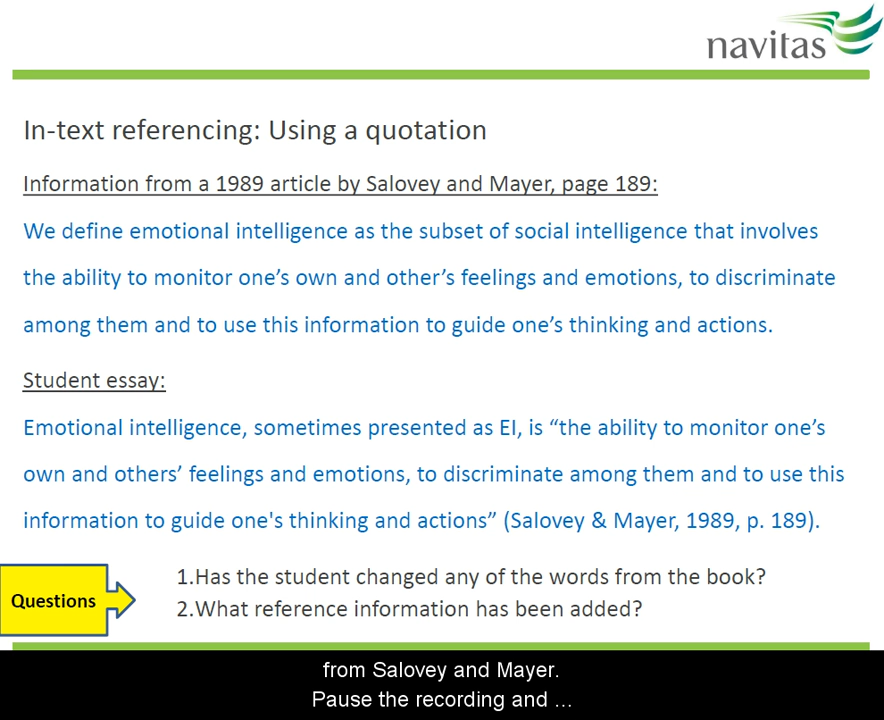 navitas
In-text referencing: Using a quotation
Information from a 1989 article by Salovey and Mayer, page 189:
We define emotional intelligence as the subset of social intelligence that involves
the ability to monitor one’s own and other’s feelings and emotions, to discriminate
among them and to use this information to guide one’s thinking and actions.
Student essay:
Emotional intelligence, sometimes presented as EI, is “the ability to monitor one’s
own and others’ feelings and emotions, to discriminate among them and to use this
information to guide one's thinking and actions” (Salovey & Mayer, 1989, p. 189).
Questions
1.Has the student changed any of the words from the book?
2.What reference information has been added?
from Salovey and Mayer.
Pause the recording and ...